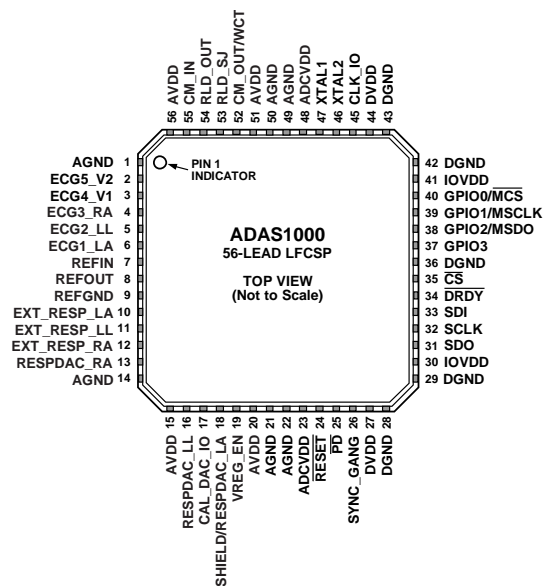 56 AVDD
55 CM_IN
54 RLD_OUT
53 RLD_SJ
52 CM_OUT/WCT
51 AVDD
50 AGND
49 AGND
48 ADCVDD
47 XTAL1
46 XTAL2
45 CLK_IO
44 DVDD
43 DGND
AGND 1
ECG5_V2 2
ECG4_V1 3
ECG3_RA 4
ECG2_LL 5
ECG1_LA 6
REFIN 7
REFOUT 8
REFGND 9
EXT_RESP_LA 10
EXT_RESP_LL 11
EXT_RESP_RA 12
RESPDAC_RA 13
AGND 14
PIN 1
INDICATOR
ADAS1000
56-LEAD LFCSP
TOP VIEW
(Not to Scale)
42 DGND
41 IOVDD
40 GPIO0/MCS
39 GPIO1/MSCLK
38 GPIO2/MSDO
37 GPIO3
36 DGND
35 CS
34 DRDY
33 SDI
32 SCLK
31 SDO
30 IOVDD
29 DGND
AVDD 15
RESPDAC_LL 16
CAL_DAC_IO 17
SHIELD/RESPDAC_LA 18
VREG_EN 19
AVDD 20
AGND 21
AGND 22
ADCVDD 23
RESET 24
PD 25
SYNC_GANG 26
DVDD 27
DGND 28